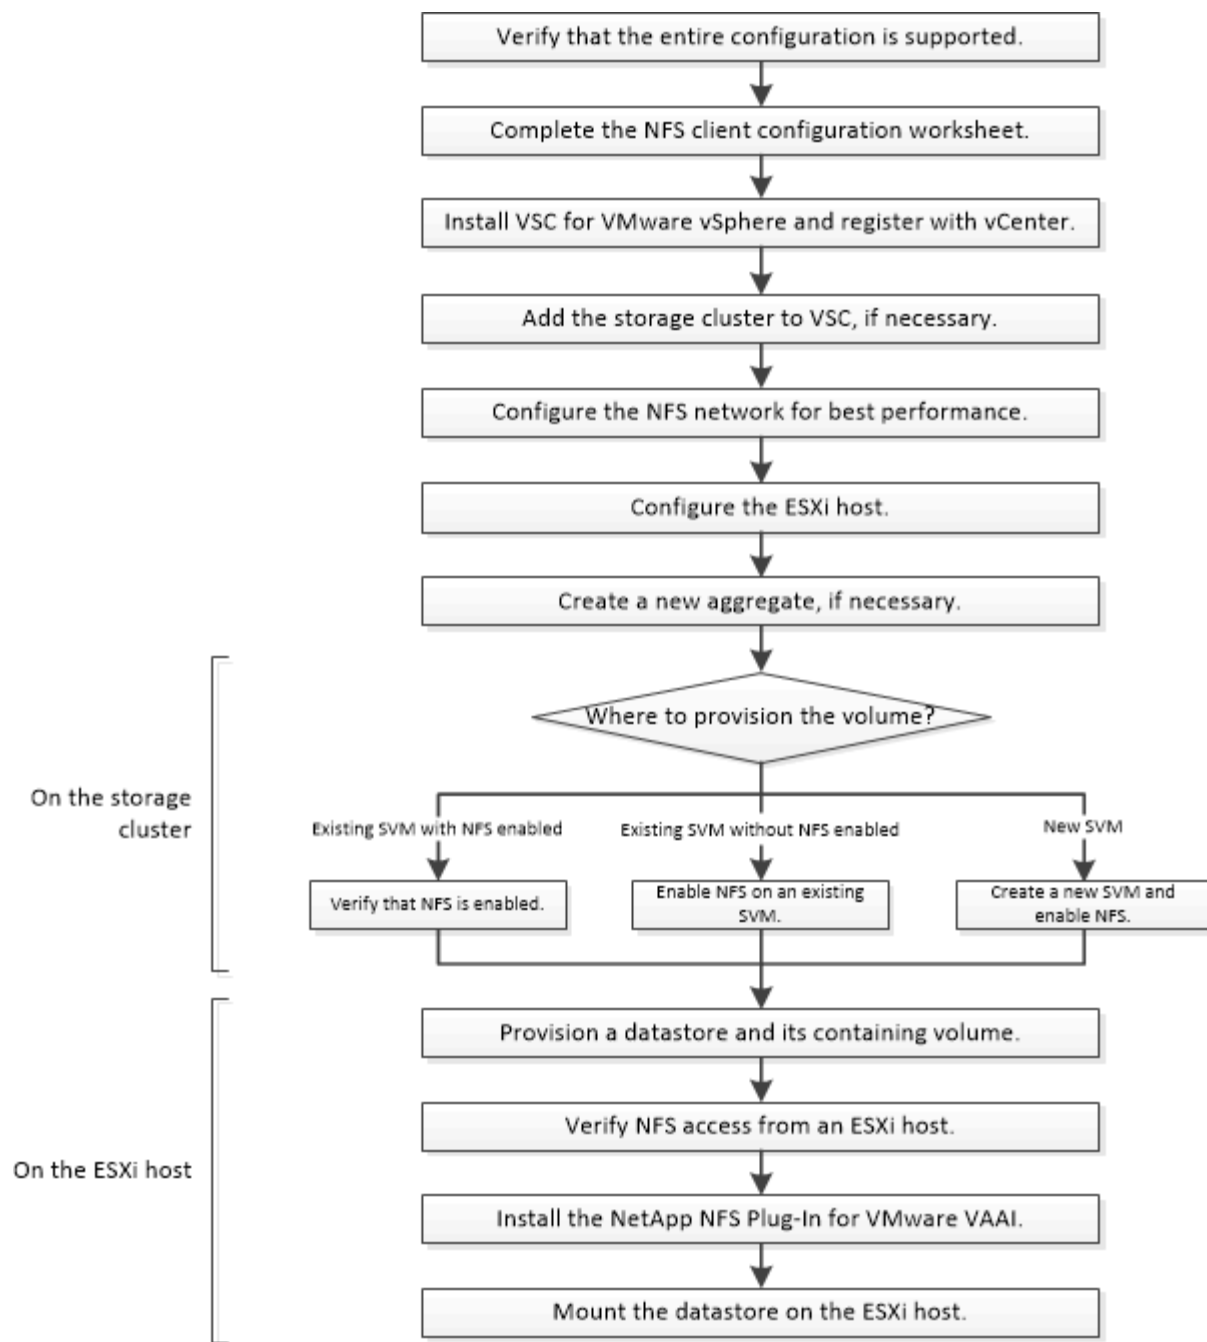 Verify that the entire configuration is supported.
Complete the NFS client configuration worksheet.
Install VSC for VMware vSphere and register with vCenter.
Add the storage cluster to VSC, if necessary.
Configure the NFS network for best performance.
Configure the ESXi host.
Create a new aggregate, if necessary.
Where to provision the volume?
On the storage
cluster
Existing SVM with NFS enabled
Existing SVM without NFS enabled
New SVM
Verify that NFS is enabled.
Enable NFS on an existing
SVM.
Create a new SVM and
enable NFS.
Provision a datastore and its containing volume.
Verify NFS access from an ESXi host.
On the ESXi host
Install the NetApp NFS Plug-In for VMware VAAI.
Mount the datastore on the ESXi host.